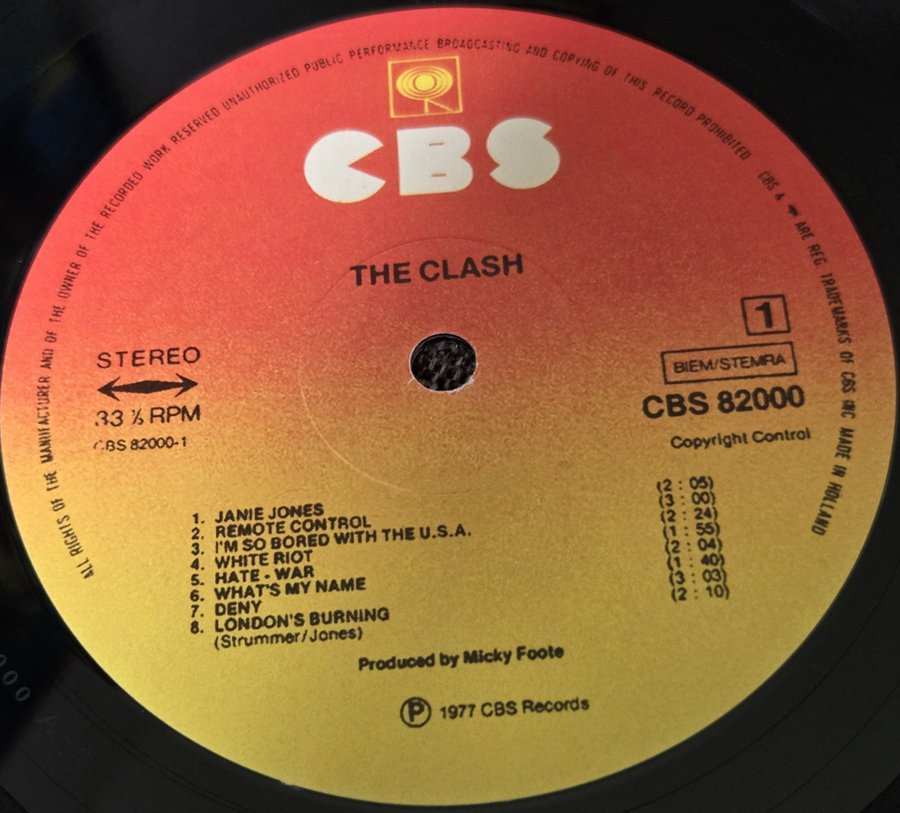 ALL RIGHTS OF THE MANUFACTURER AND OF THE OWNER OF THE RECORDED WORK RESERVED UNAUTHORIZED PUBLIC PERFORMANCE BROADCASTING AND COPYING OF THIS RECORD PROHIBITED
CBS & ARE REG. TRADEMARKS OF CBS INC MADE IN HOLLAND
CBS
THE CLASH
1
STEREO
BIEM/STEMRA
33 ⅓ RPM
CBS 82000
CBS 82000-1
Copyright Control
1. JANIE JONES (2 : 05)
2. REMOTE CONTROL (3 : 00)
3. I'M SO BORED WITH THE U.S.A. (2 : 24)
4. WHITE RIOT (1 : 55)
5. HATE - WAR (2 : 04)
6. WHAT'S MY NAME (1 : 40)
7. DENY (3 : 03)
8. LONDON'S BURNING (2 : 10)
(Strummer/Jones)
Produced by Micky Foote
Ⓟ 1977 CBS Records